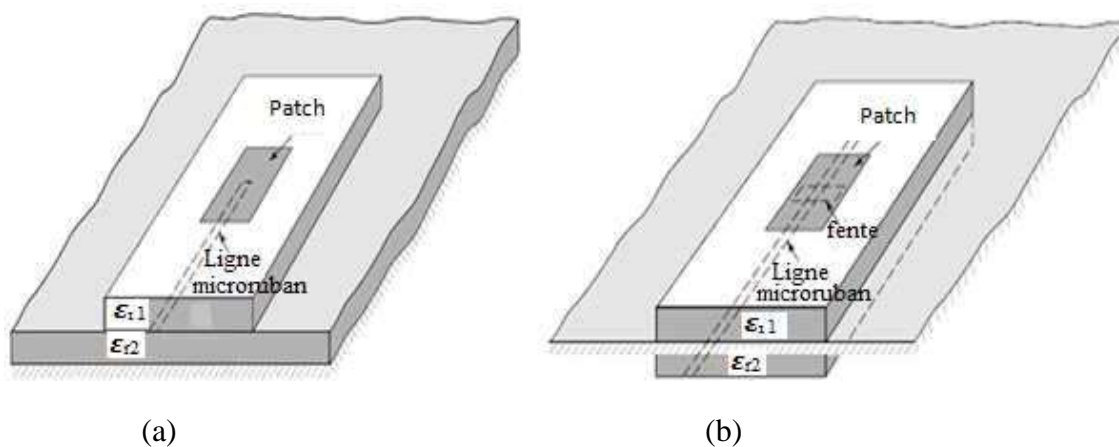 Patch
Ligne
microruban
εr1
εr2
(a)
Patch
fente
Ligne
microruban
εr1
εr2
(b)